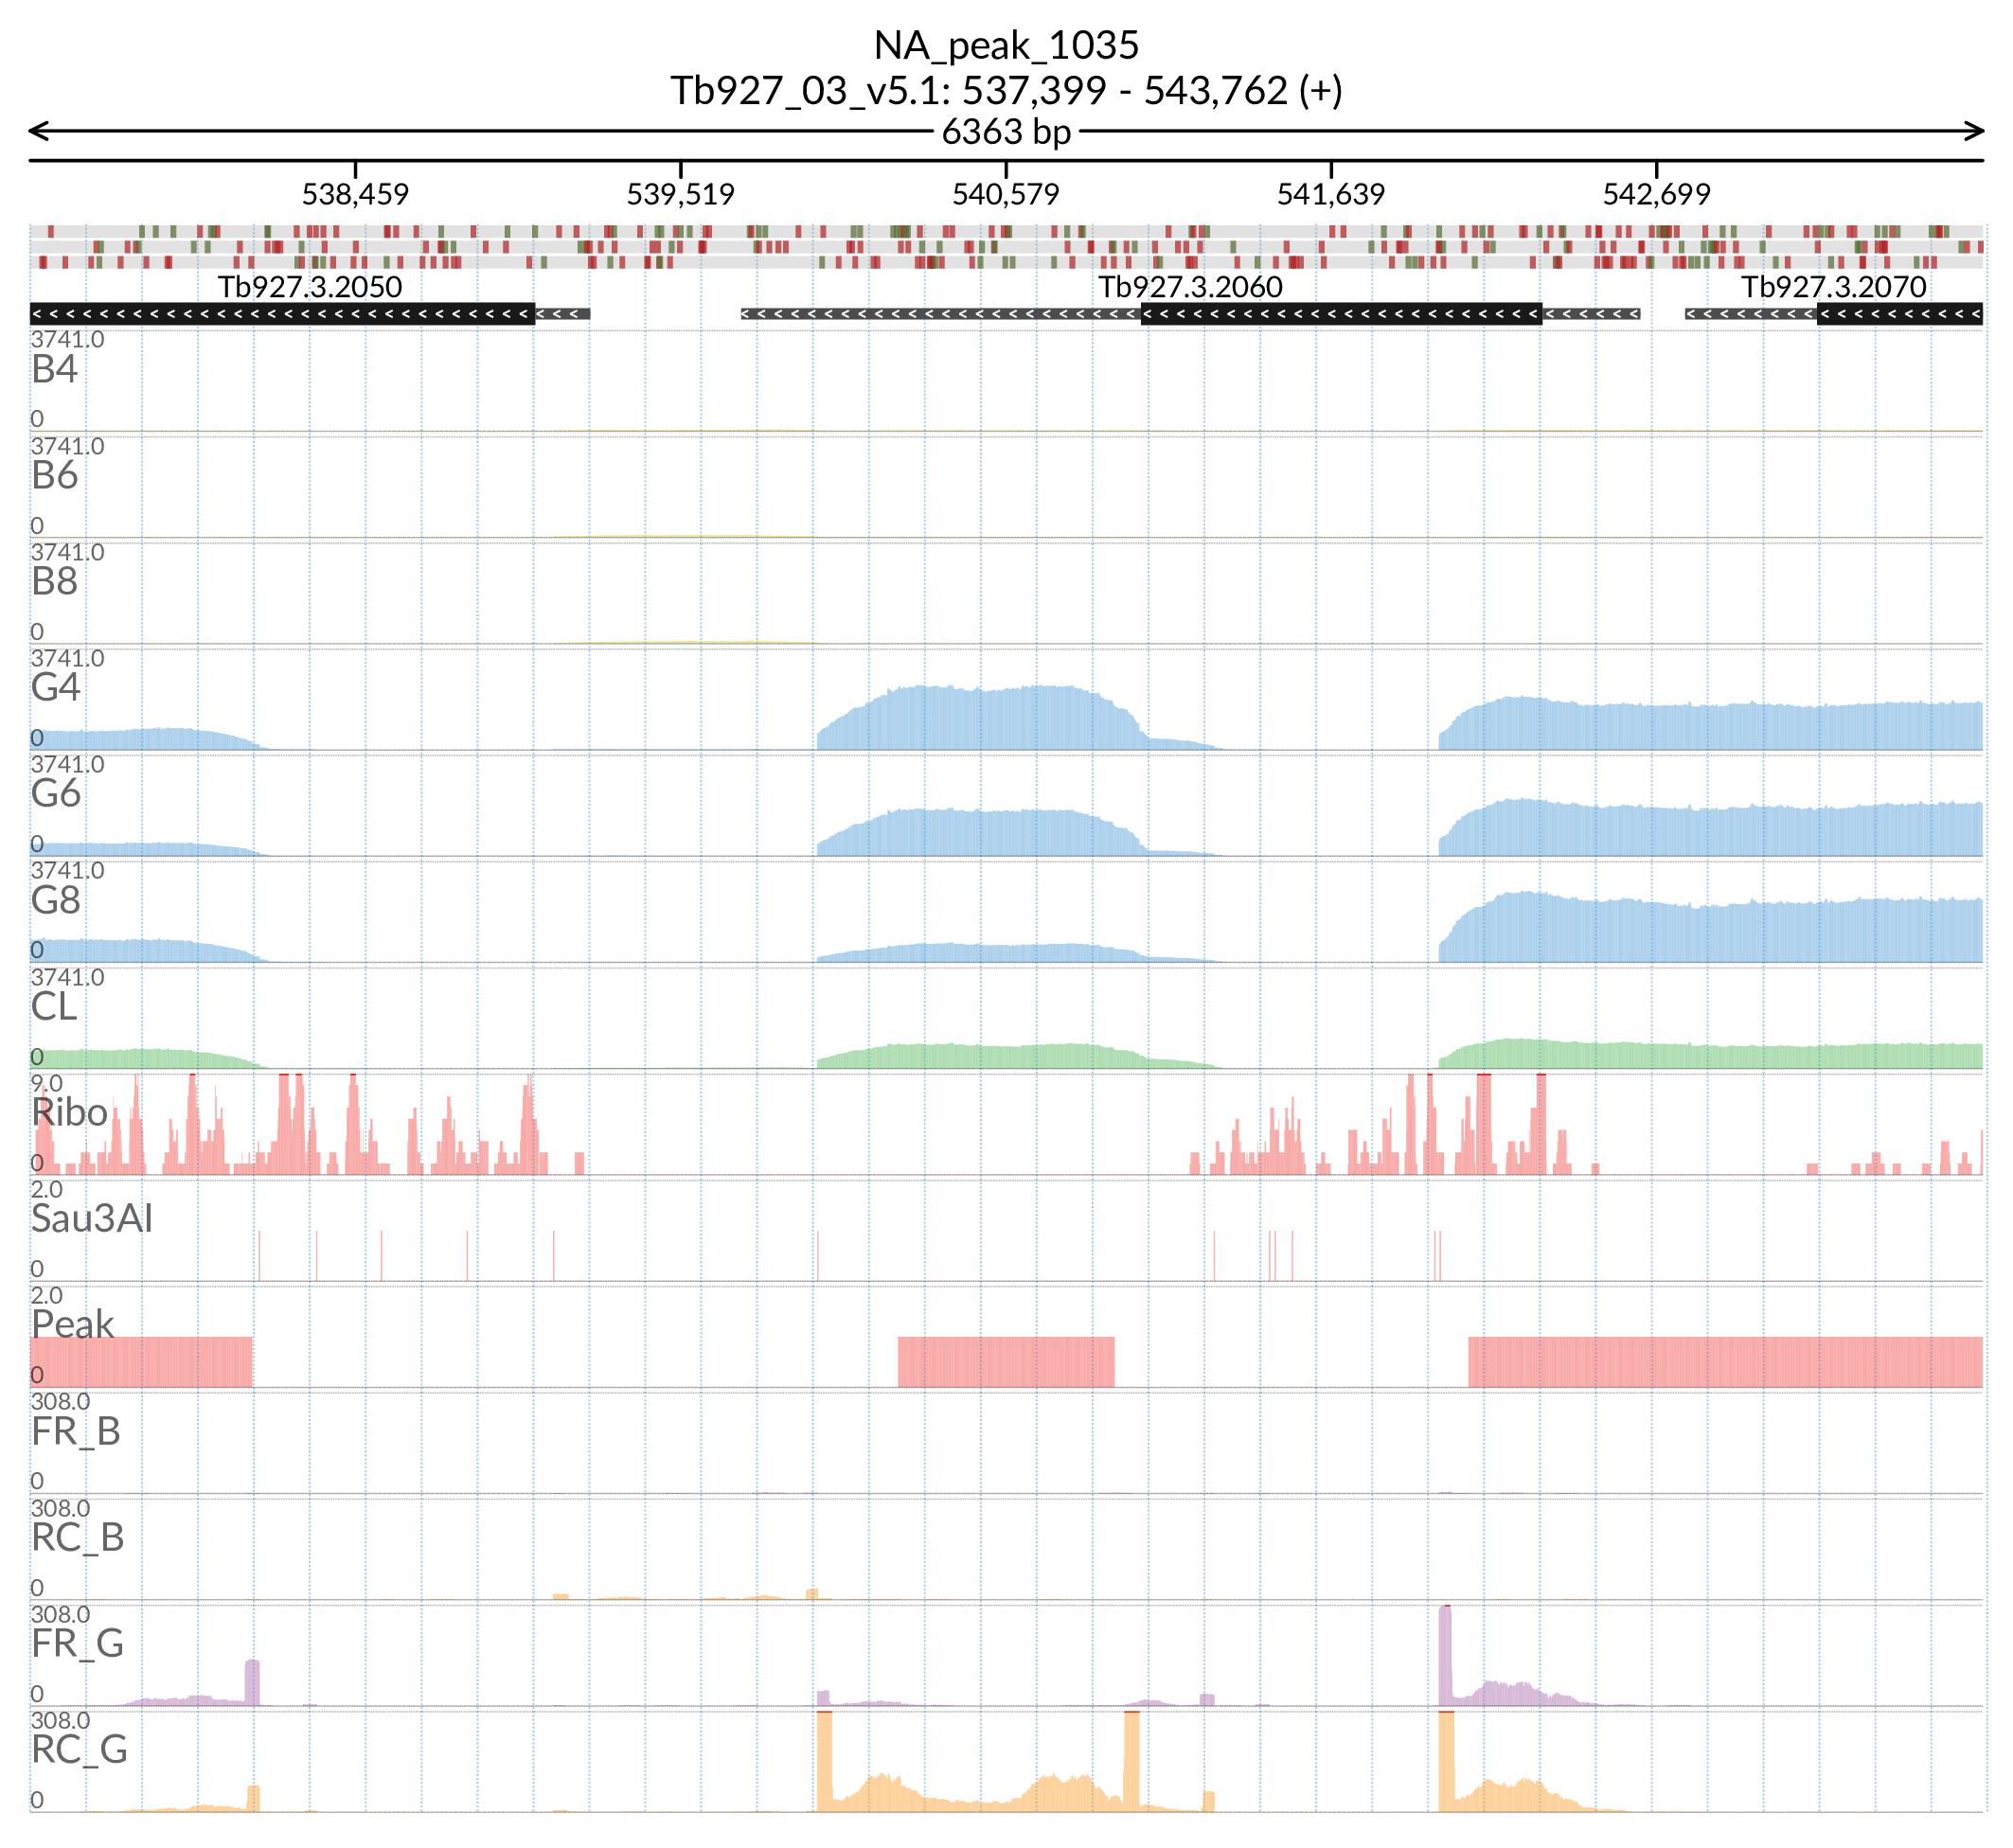 NA_peak_1035
Tb927_03_v5.1: 537,399 - 543,762 (+)
6363 bp
538,459 539,519 540,579 541,639 542,699
Tb927.3.2050 Tb927.3.2060 Tb927.3.2070
3741.0
B4
0
3741.0
B6
0
3741.0
B8
0
3741.0
G4
0
3741.0
G6
0
3741.0
G8
0
3741.0
CL
0
9.0
Ribo
0
2.0
Sau3AI
0
2.0
Peak
0
308.0
FR_B
0
308.0
RC_B
0
308.0
FR_G
0
308.0
RC_G
0